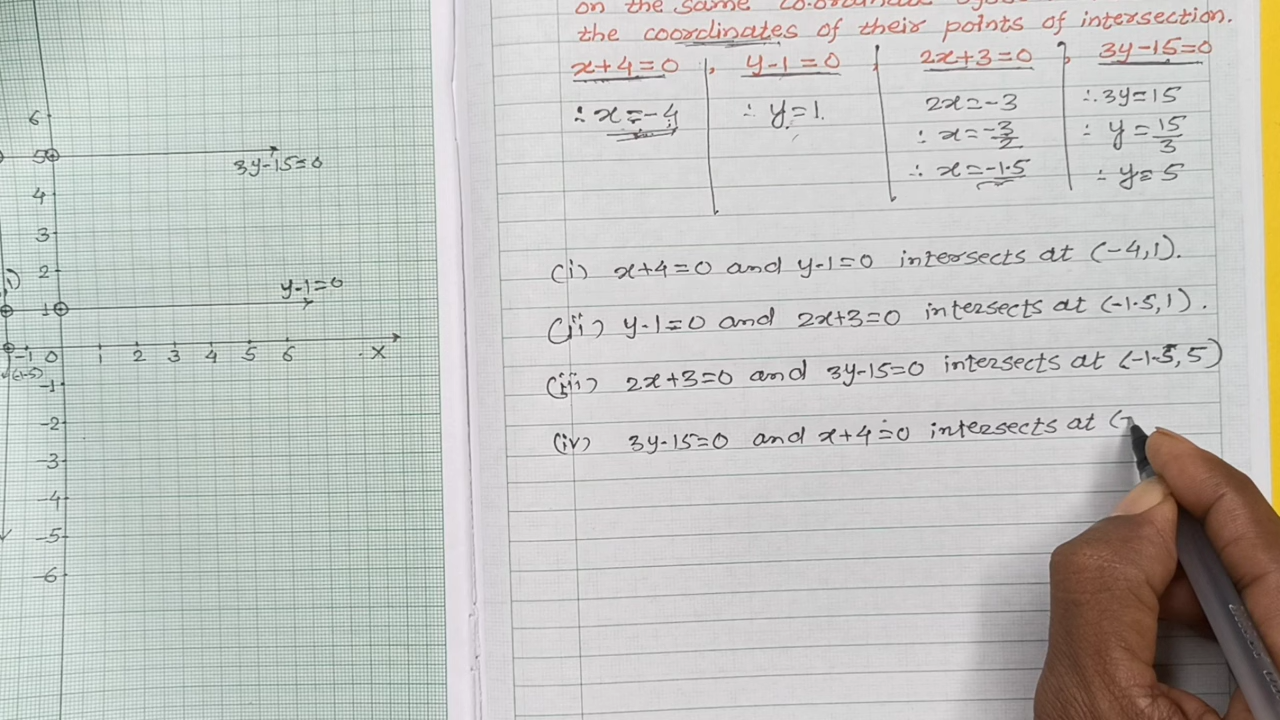 on the same
the coordinates of their points of intersection.
x+4=0 , y-1=0 , 2x+3=0 , 3y-15=0
∴ x=-4
∴ y=1.
2x=-3
∴ x=-3/2
∴ x=-1.5
∴ 3y=15
∴ y=15/3
∴ y=5
(i) x+4=0 and y-1=0 intersects at (-4,1).
(ii) y-1=0 and 2x+3=0 intersects at (-1.5,1).
(iii) 2x+3=0 and 3y-15=0 intersects at (-1.5,5)
(iv) 3y-15=0 and x+4=0 intersects at (-
6
5
3y-15=0
4
3
2
y-1=0
1
-1 0 1 2 3 4 5 6 X
-1
-2
-3
-4
-5
-6